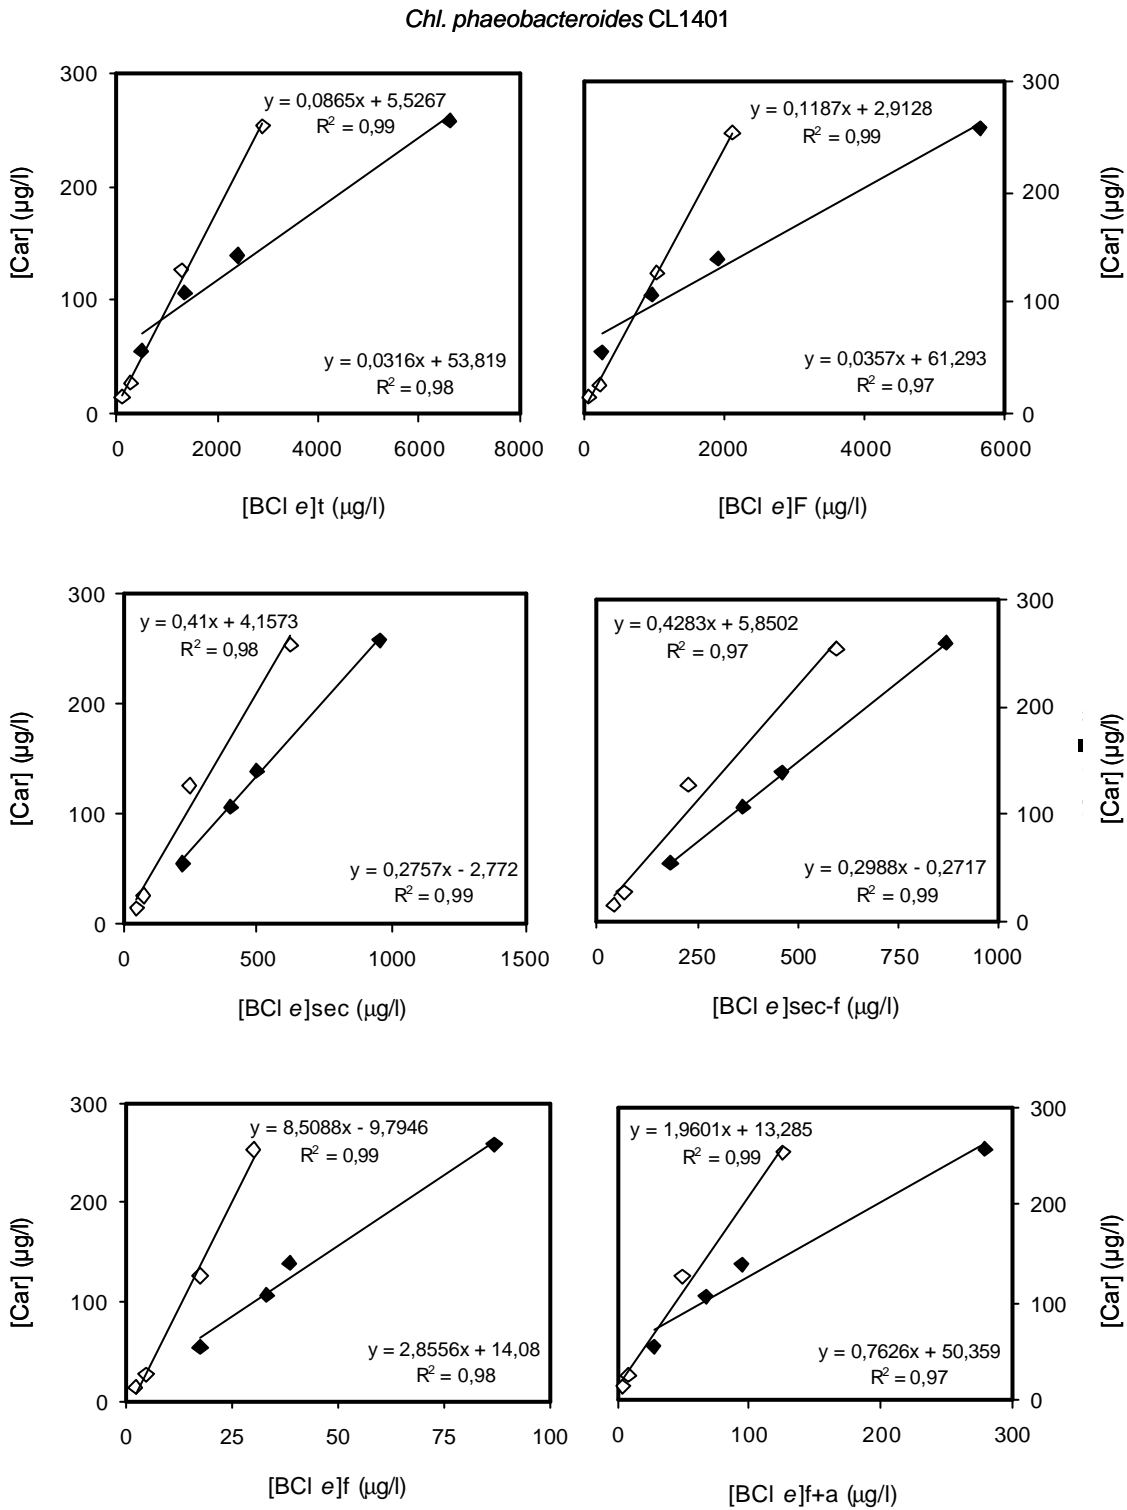 Chl. phaeobacteroides CL1401
300
200
100
0
[Car] (µg/l)
y = 0,0865x + 5,5267
R² = 0,99
y = 0,0316x + 53,819
R² = 0,98
0 2000 4000 6000 8000
[BCl e]t (µg/l)
y = 0,1187x + 2,9128
R² = 0,99
y = 0,0357x + 61,293
R² = 0,97
300
200
100
0
[Car] (µg/l)
0 2000 4000 6000
[BCl e]F (µg/l)
300
200
100
0
[Car] (µg/l)
y = 0,41x + 4,1573
R² = 0,98
y = 0,2757x - 2,772
R² = 0,99
0 500 1000 1500
[BCl e]sec (µg/l)
y = 0,4283x + 5,8502
R² = 0,97
y = 0,2988x - 0,2717
R² = 0,99
300
200
100
0
[Car] (µg/l)
0 250 500 750 1000
[BCl e]sec-f (µg/l)
300
200
100
0
[Car] (µg/l)
y = 8,5088x - 9,7946
R² = 0,99
y = 2,8556x + 14,08
R² = 0,98
0 25 50 75 100
[BCl e]f (µg/l)
y = 1,9601x + 13,285
R² = 0,99
y = 0,7626x + 50,359
R² = 0,97
300
200
100
0
[Car] (µg/l)
0 100 200 300
[BCl e]f+a (µg/l)